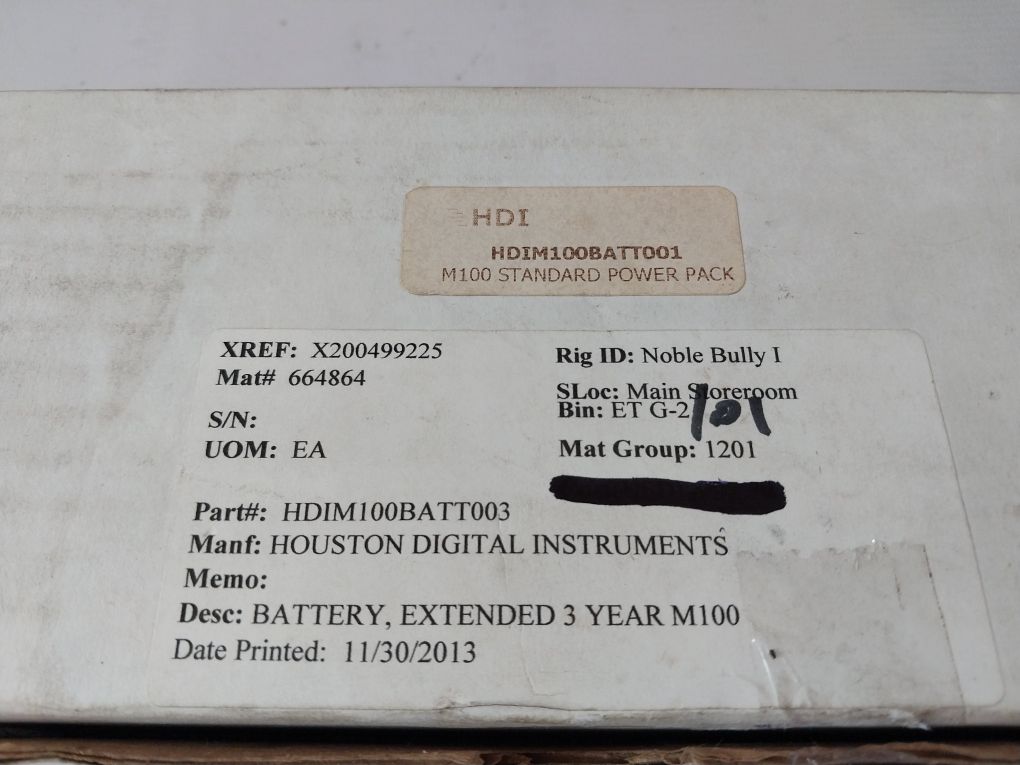 HDI
HDIM100BATT001
M100 STANDARD POWER PACK
XREF: X200499225
Mat# 664864
S/N:
UOM: EA
Rig ID: Noble Bully I
SLoc: Main Storeroom
Bin: ET G-2
Mat Group: 1201
Part#: HDIM100BATT003
Manf: HOUSTON DIGITAL INSTRUMENTS
Memo:
Desc: BATTERY, EXTENDED 3 YEAR M100
Date Printed: 11/30/2013